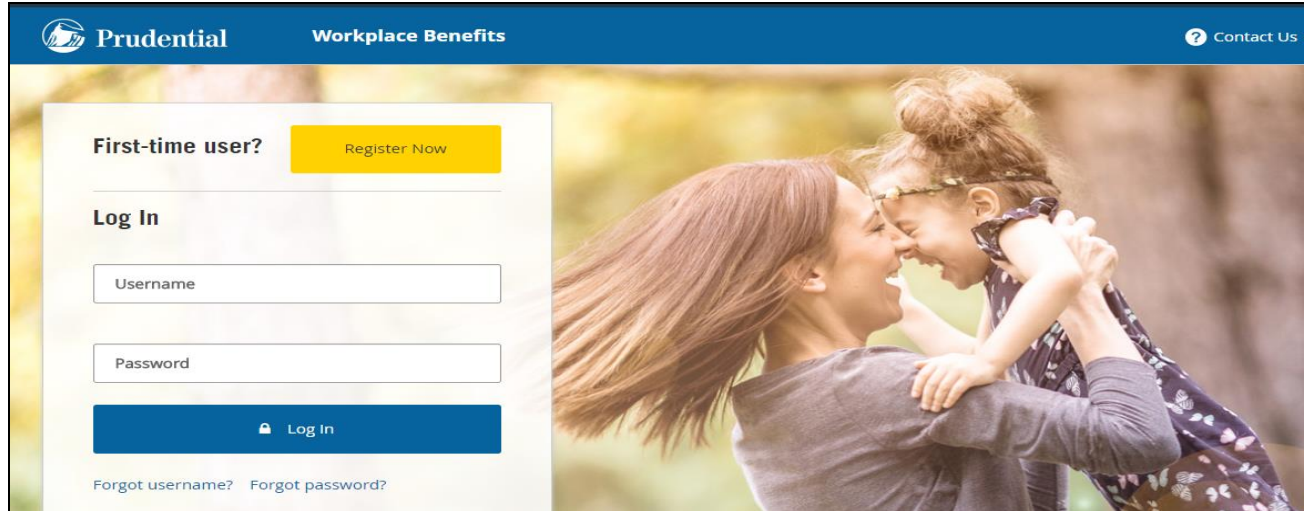 Prudential Workplace Benefits ? Contact Us
First-time user? Register Now
Log In
Username
Password
Log In
Forgot username? Forgot password?